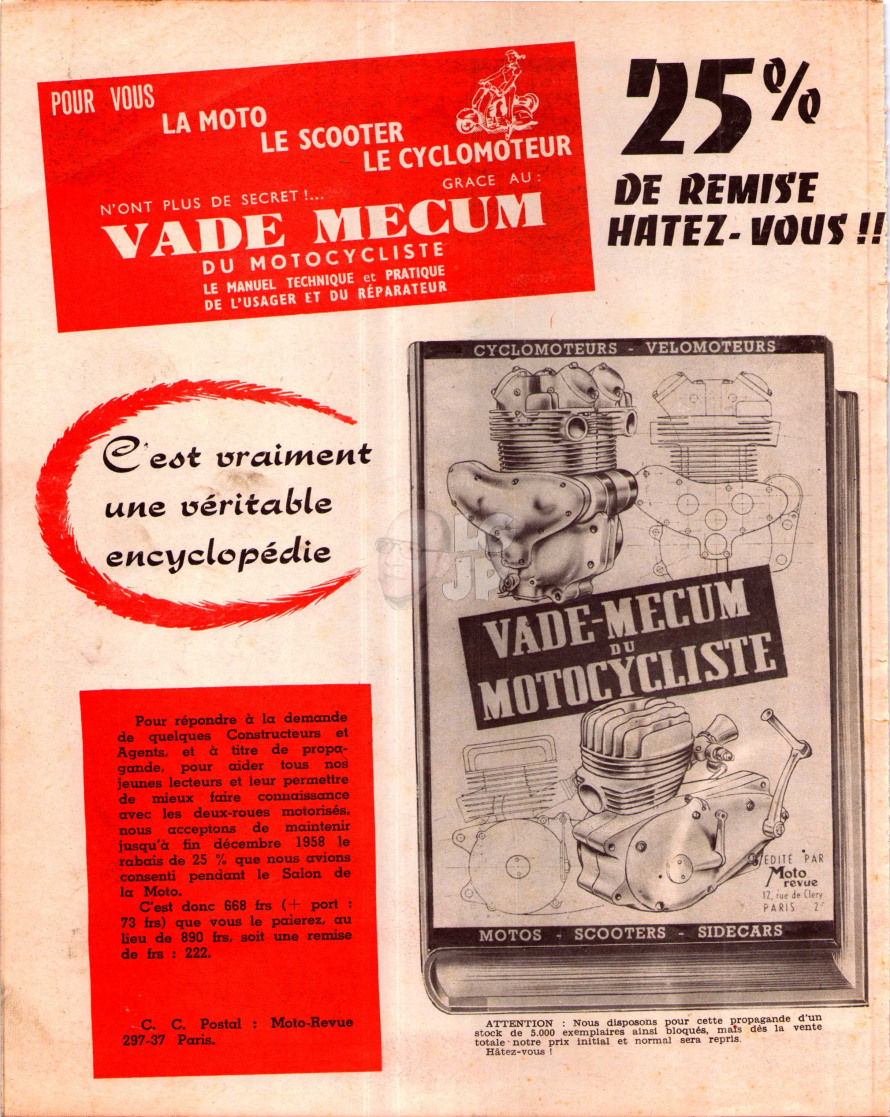 POUR VOUS
LA MOTO
LE SCOOTER
LE CYCLOMOTEUR
N'ONT PLUS DE SECRET !...
GRACE AU :
VADE MECUM
DU MOTOCYCLISTE
LE MANUEL TECHNIQUE et PRATIQUE
DE L'USAGER ET DU RÉPARATEUR
25%
DE REMISE
HATEZ-VOUS !!
C'est vraiment
une véritable
encyclopédie
CYCLOMOTEURS - VELOMOTEURS
LC
JP
VADE-MECUM
DU
MOTOCYCLISTE
EDITÉ PAR
Moto
revue
12, rue de Cléry
PARIS 2e
MOTOS - SCOOTERS - SIDECARS
Pour répondre à la demande
de quelques Constructeurs et
Agents, et à titre de propa-
gande, pour aider tous nos
jeunes lecteurs et leur permettre
de mieux faire connaissance
avec les deux-roues motorisés,
nous acceptons de maintenir
jusqu'à fin décembre 1958 le
rabais de 25 % que nous avions
consenti pendant le Salon de
la Moto.
C'est donc 668 frs (+ port :
73 frs) que vous le paierez, au
lieu de 890 frs, soit une remise
de frs : 222.
C. C. Postal : Moto-Revue
297-37 Paris.
ATTENTION : Nous disposons pour cette propagande d'un
stock de 5.000 exemplaires ainsi bloqués, mais dès la vente
totale notre prix initial et normal sera repris.
Hâtez-vous !